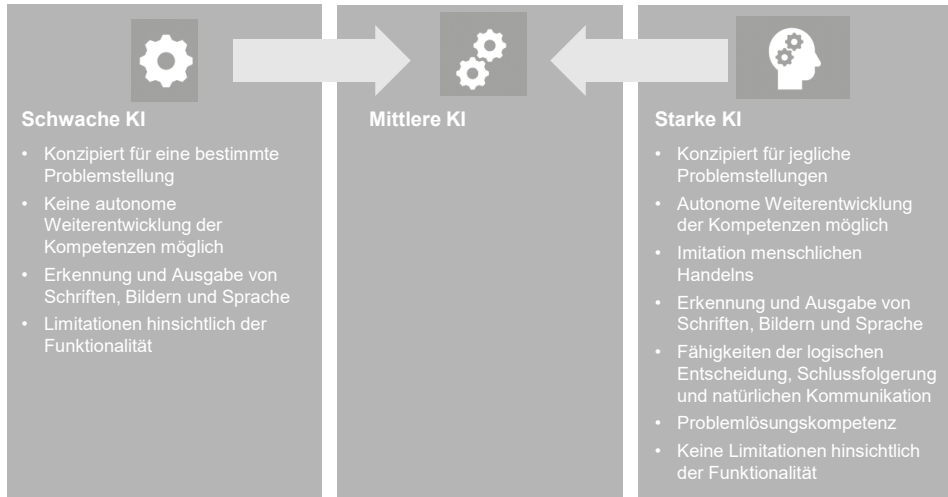 Schwache KI
• Konzipiert für eine bestimmte
Problemstellung
• Keine autonome
Weiterentwicklung der
Kompetenzen möglich
• Erkennung und Ausgabe von
Schriften, Bildern und Sprache
• Limitationen hinsichtlich der
Funktionalität
Mittlere KI
Starke KI
• Konzipiert für jegliche
Problemstellungen
• Autonome Weiterentwicklung
der Kompetenzen möglich
• Imitation menschlichen
Handelns
• Erkennung und Ausgabe von
Schriften, Bildern und Sprache
• Fähigkeiten der logischen
Entscheidung, Schlussfolgerung
und natürlichen Kommunikation
• Problemlösungskompetenz
• Keine Limitationen hinsichtlich
der Funktionalität